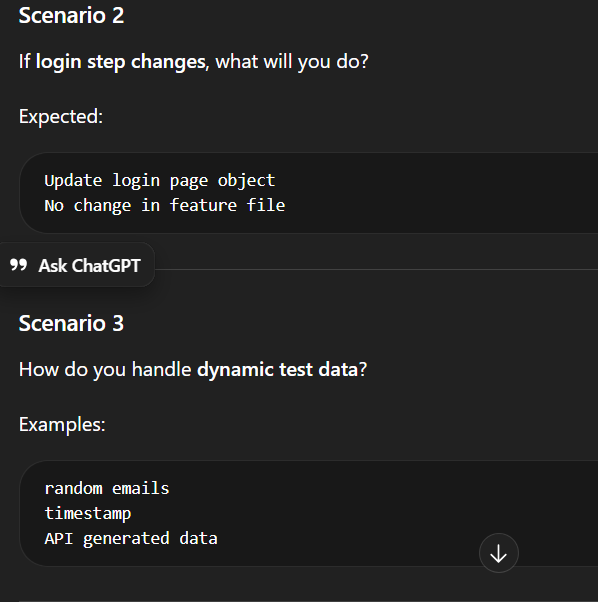 Scenario 2
If login step changes, what will you do?
Expected:
Update login page object
No change in feature file
Ask ChatGPT
Scenario 3
How do you handle dynamic test data?
Examples:
random emails
timestamp
API generated data